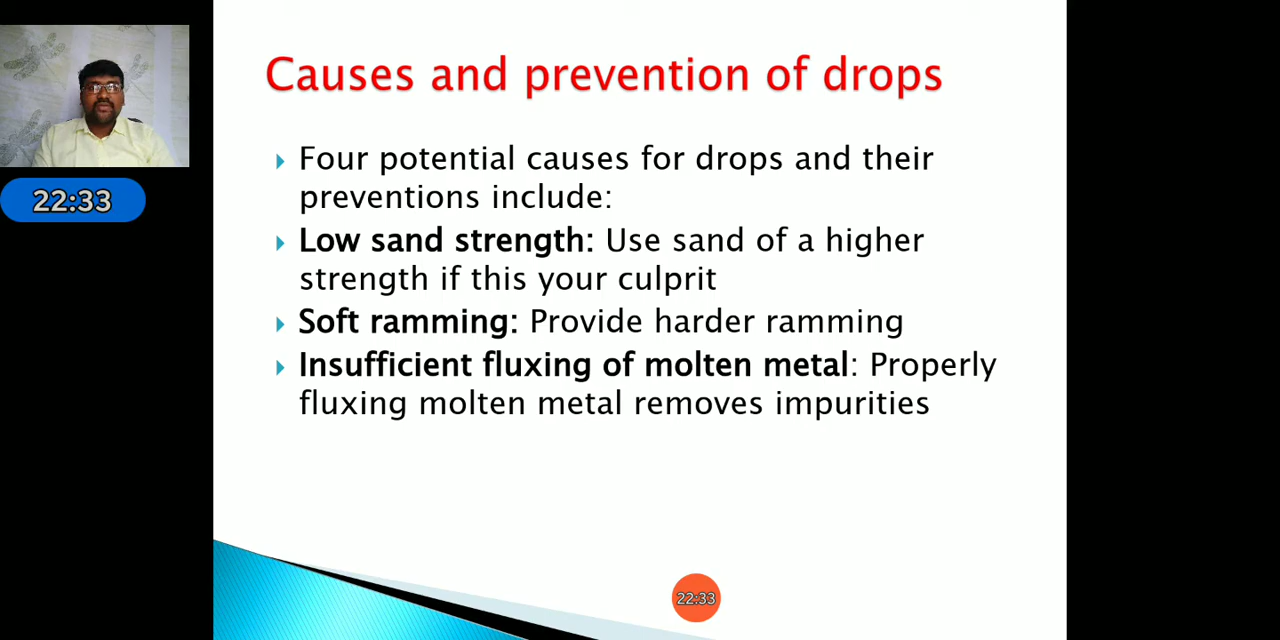 Causes and prevention of drops
22:33
Four potential causes for drops and their
preventions include:
Low sand strength: Use sand of a higher
strength if this your culprit
Soft ramming: Provide harder ramming
Insufficient fluxing of molten metal: Properly
fluxing molten metal removes impurities
22:33